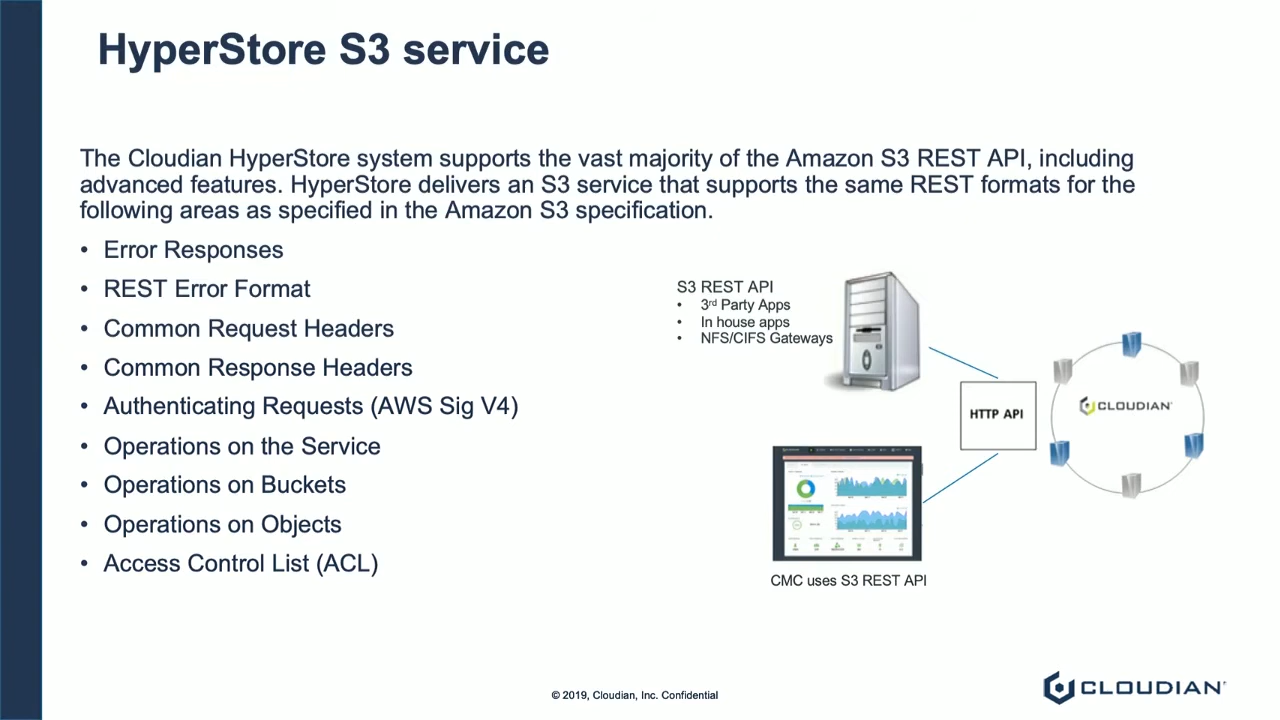 HyperStore S3 service
The Cloudian HyperStore system supports the vast majority of the Amazon S3 REST API, including
advanced features. HyperStore delivers an S3 service that supports the same REST formats for the
following areas as specified in the Amazon S3 specification.
• Error Responses
• REST Error Format
• Common Request Headers
• Common Response Headers
• Authenticating Requests (AWS Sig V4)
• Operations on the Service
• Operations on Buckets
• Operations on Objects
• Access Control List (ACL)
S3 REST API
• 3rd Party Apps
• In house apps
• NFS/CIFS Gateways
HTTP API
CLOUDIAN
CMC uses S3 REST API
© 2019, Cloudian, Inc. Confidential
CLOUDIAN